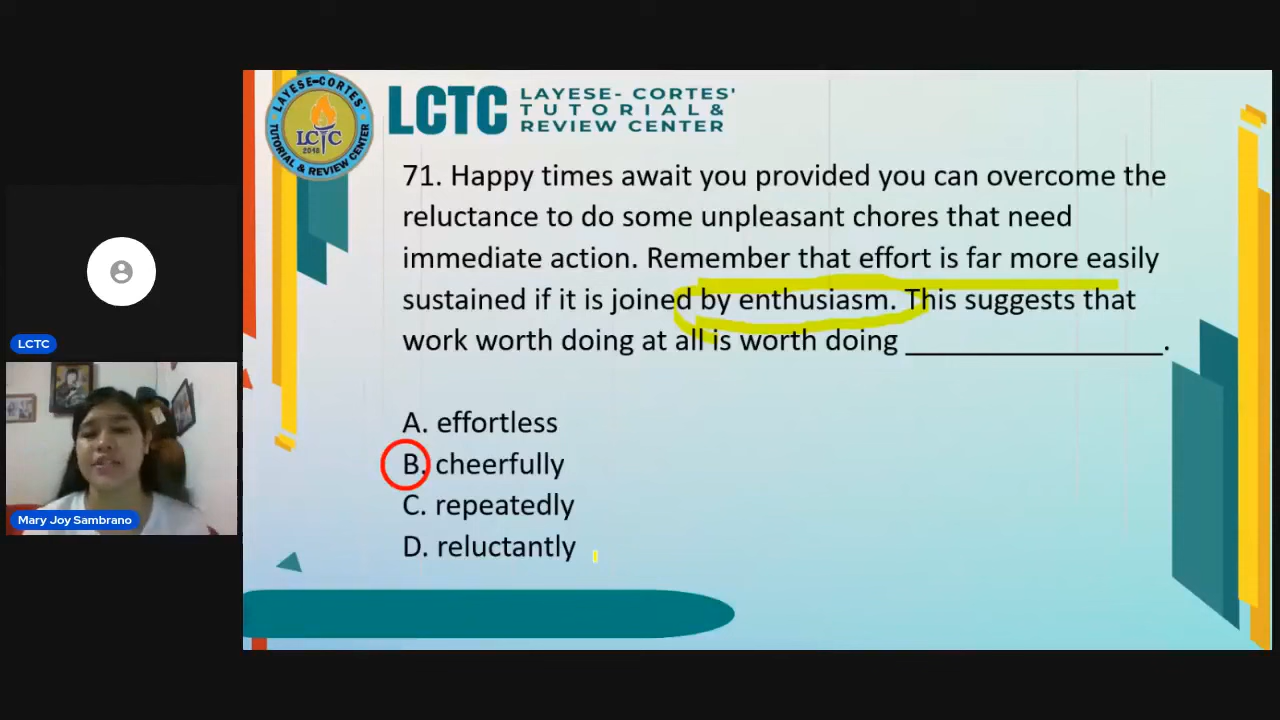 LAYESE-CORTES'
LCTC
2018
TUTORIAL & REVIEW CENTER
LCTC
LAYESE- CORTES'
TUTORIAL &
REVIEW CENTER
71. Happy times await you provided you can overcome the
reluctance to do some unpleasant chores that need
immediate action. Remember that effort is far more easily
sustained if it is joined by enthusiasm. This suggests that
work worth doing at all is worth doing _________________.
A. effortless
B. cheerfully
C. repeatedly
D. reluctantly
LCTC
Mary Joy Sambrano